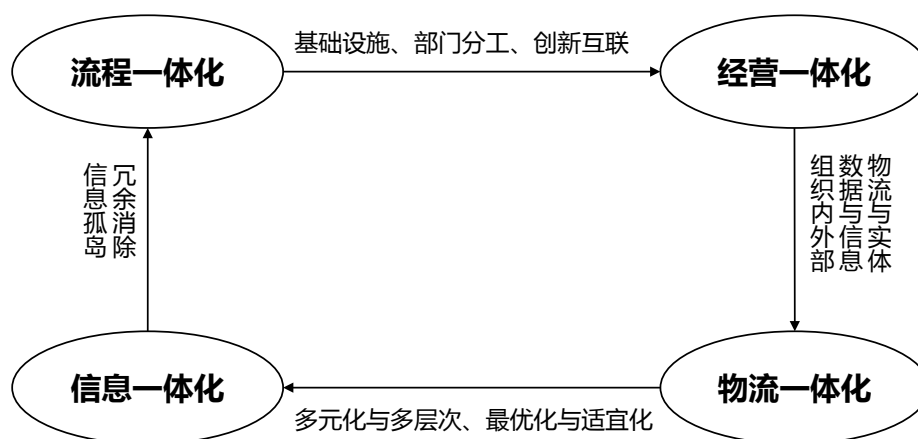 基础设施、部门分工、创新互联
流程一体化
经营一体化
冗余消除
信息孤岛
物流与实体
数据与信息
组织内外部
信息一体化
物流一体化
多元化与多层次、最优化与适宜化